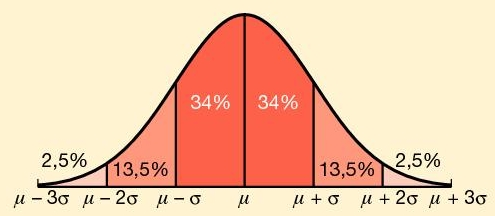 34% 34%
2,5% 13,5% 13,5% 2,5%
μ − 3σ μ − 2σ μ − σ μ μ + σ μ + 2σ μ + 3σ